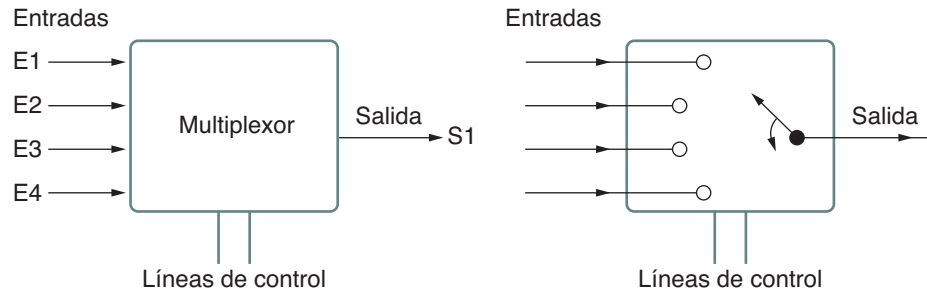 Entradas
E1
E2
E3
E4
Multiplexor
Salida
S1
Líneas de control
Entradas
Salida
Líneas de control